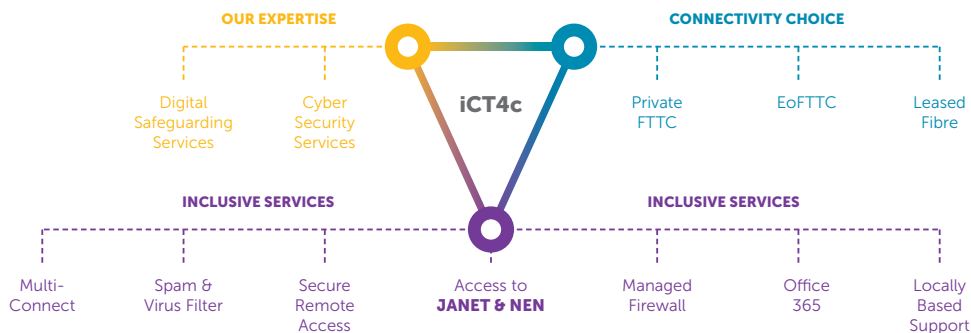 OUR EXPERTISE
CONNECTIVITY CHOICE
iCT4c
Digital
Safeguarding
Services
Cyber
Security
Services
Private
FTTC
EoFTTC
Leased
Fibre
INCLUSIVE SERVICES
INCLUSIVE SERVICES
Multi-
Connect
Spam &
Virus Filter
Secure
Remote
Access
Access to
JANET & NEN
Managed
Firewall
Office
365
Locally
Based
Support